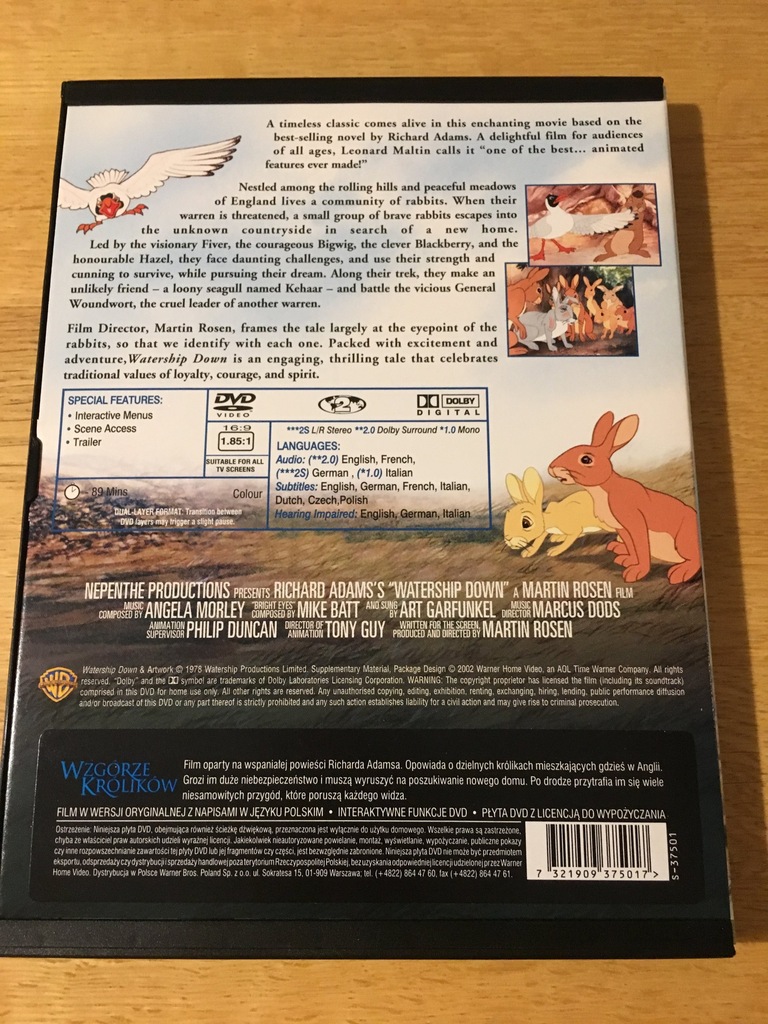 A timeless classic comes alive in this enchanting movie based on the
best-selling novel by Richard Adams. A delightful film for audiences
of all ages, Leonard Maltin calls it “one of the best... animated
features ever made!”
Nestled among the rolling hills and peaceful meadows
of England lives a community of rabbits. When their
warren is threatened, a small group of brave rabbits escapes into
the unknown countryside in search of a new home.
Led by the visionary Fiver, the courageous Bigwig, the clever Blackberry, and the
honourable Hazel, they face daunting challenges, and use their strength and
cunning to survive, while pursuing their dream. Along their trek, they make an
unlikely friend – a loony seagull named Kehaar – and battle the vicious General
Woundwort, the cruel leader of another warren.
Film Director, Martin Rosen, frames the tale largely at the eyepoint of the
rabbits, so that we identify with each one. Packed with excitement and
adventure, Watership Down is an engaging, thrilling tale that celebrates
traditional values of loyalty, courage, and spirit.
SPECIAL FEATURES:
• Interactive Menus
• Scene Access
• Trailer
DVD
VIDEO
2
DOLBY
DIGITAL
16:9
1.85:1
SUITABLE FOR ALL
TV SCREENS
***2S L/R Stereo **2.0 Dolby Surround *1.0 Mono
LANGUAGES:
Audio: (**2.0) English, French,
(***2S) German , (*1.0) Italian
Subtitles: English, German, French, Italian,
Dutch, Czech,Polish
Hearing Impaired: English, German, Italian
– 89 Mins
Colour
DUAL-LAYER FORMAT: Transition between
DVD layers may trigger a slight pause.
NEPENTHE PRODUCTIONS PRESENTS RICHARD ADAMS'S "WATERSHIP DOWN" A MARTIN ROSEN FILM
MUSIC COMPOSED BY ANGELA MORLEY "BRIGHT EYES" COMPOSED BY MIKE BATT AND SUNG BY ART GARFUNKEL MUSIC DIRECTOR MARCUS DODS
ANIMATION SUPERVISOR PHILIP DUNCAN DIRECTOR OF ANIMATION TONY GUY WRITTEN FOR THE SCREEN, PRODUCED AND DIRECTED BY MARTIN ROSEN
WB
Watership Down & Artwork © 1978 Watership Productions Limited. Supplementary Material, Package Design © 2002 Warner Home Video, an AOL Time Warner Company. All rights
reserved. "Dolby" and the symbol are trademarks of Dolby Laboratories Licensing Corporation. WARNING: The copyright proprietor has licensed the film (including its soundtrack)
comprised in this DVD for home use only. All other rights are reserved. Any unauthorised copying, editing, exhibition, renting, exchanging, hiring, lending, public performance diffusion
and/or broadcast of this DVD or any part thereof is strictly prohibited and any such action establishes liability for a civil action and may give rise to criminal prosecution.
WZGÓRZE
KRÓLIKÓW
Film oparty na wspaniałej powieści Richarda Adamsa. Opowiada o dzielnych królikach mieszkających gdzieś w Anglii.
Grozi im duże niebezpieczeństwo i muszą wyruszyć na poszukiwanie nowego domu. Po drodze przytrafia im się wiele
niesamowitych przygód, które poruszą każdego widza.
FILM W WERSJI ORYGINALNEJ Z NAPISAMI W JĘZYKU POLSKIM • INTERAKTYWNE FUNKCJE DVD • PŁYTA DVD Z LICENCJĄ DO WYPOŻYCZANIA
Ostrzeżenie: Niniejsza płyta DVD, obejmująca również ścieżkę dźwiękową, przeznaczona jest wyłącznie do użytku domowego. Wszelkie prawa są zastrzeżone,
chyba że właściciel praw autorskich udzieli wyraźnej licencji. Jakiekolwiek nieautoryzowane powielanie, montaż, wyświetlanie, wypożyczanie, publiczne pokazy
czy inne rozpowszechnianie zawartości tej płyty DVD lub jej fragmentów czy części, jest bezwzględnie zabronione. Niniejsza płyta DVD nie może być przedmiotem
eksportu, odsprzedaży czy dystrybucji i sprzedaży handlowej poza terytorium Rzeczypospolitej Polskiej, bez uzyskania odpowiedniej licencji udzielonej przez Warner
Home Video. Dystrybucja w Polsce Warner Bros. Poland Sp. z o.o. ul. Sokratesa 15, 01-909 Warszawa; tel. (+4822) 864 47 60, fax (+4822) 864 47 61.
7 321909 375017 >
S-37501